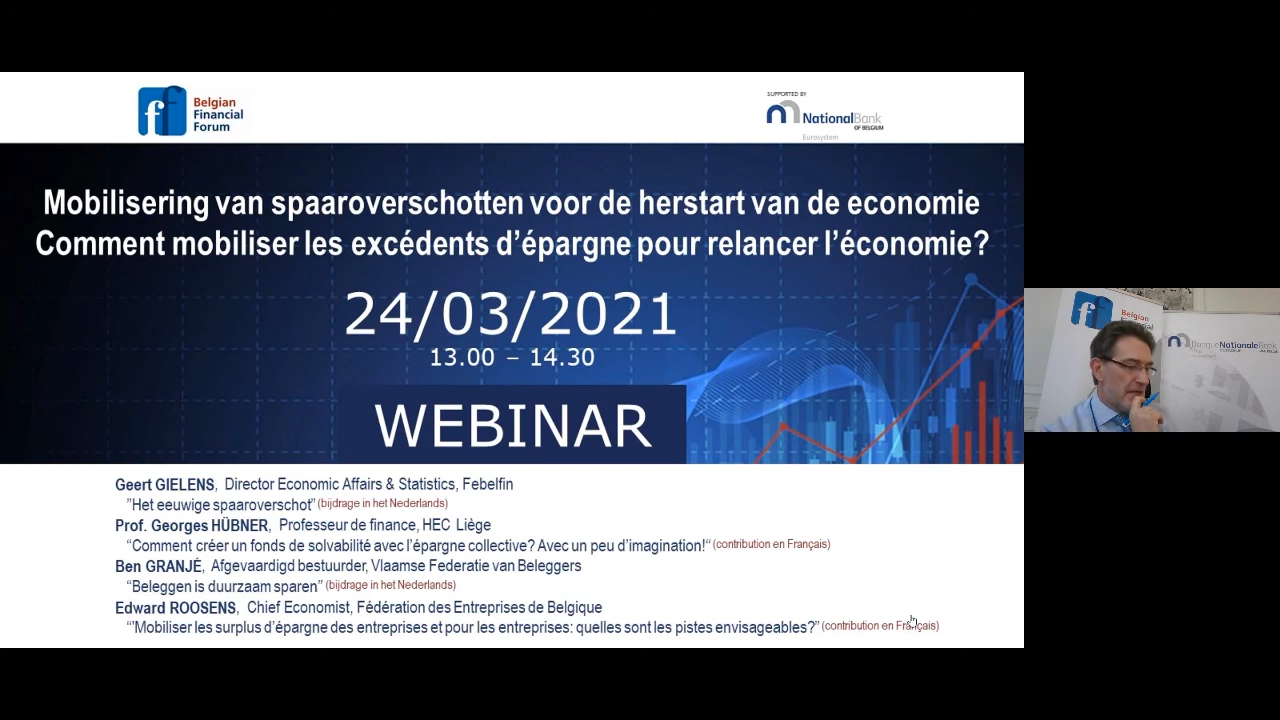 Belgian
Financial
Forum
SUPPORTED BY
NationalBank
OF BELGIUM
Eurosystem
Mobilisering van spaaroverschotten voor de herstart van de economie
Comment mobiliser les excédents d’épargne pour relancer l’économie?
24/03/2021
13.00 – 14.30
WEBINAR
Geert GIELENS, Director Economic Affairs & Statistics, Febelfin
”Het eeuwige spaaroverschot” (bijdrage in het Nederlands)
Prof. Georges HÜBNER, Professeur de finance, HEC Liège
“Comment créer un fonds de solvabilité avec l’épargne collective? Avec un peu d’imagination!“ (contribution en Français)
Ben GRANJÉ, Afgevaardigd bestuurder, Vlaamse Federatie van Beleggers
“Beleggen is duurzaam sparen” (bijdrage in het Nederlands)
Edward ROOSENS, Chief Economist, Fédération des Entreprises de Belgique
“’Mobiliser les surplus d’épargne des entreprises et pour les entreprises: quelles sont les pistes envisageables?” (contribution en Français)
Belgian
BanqueNationaleBank